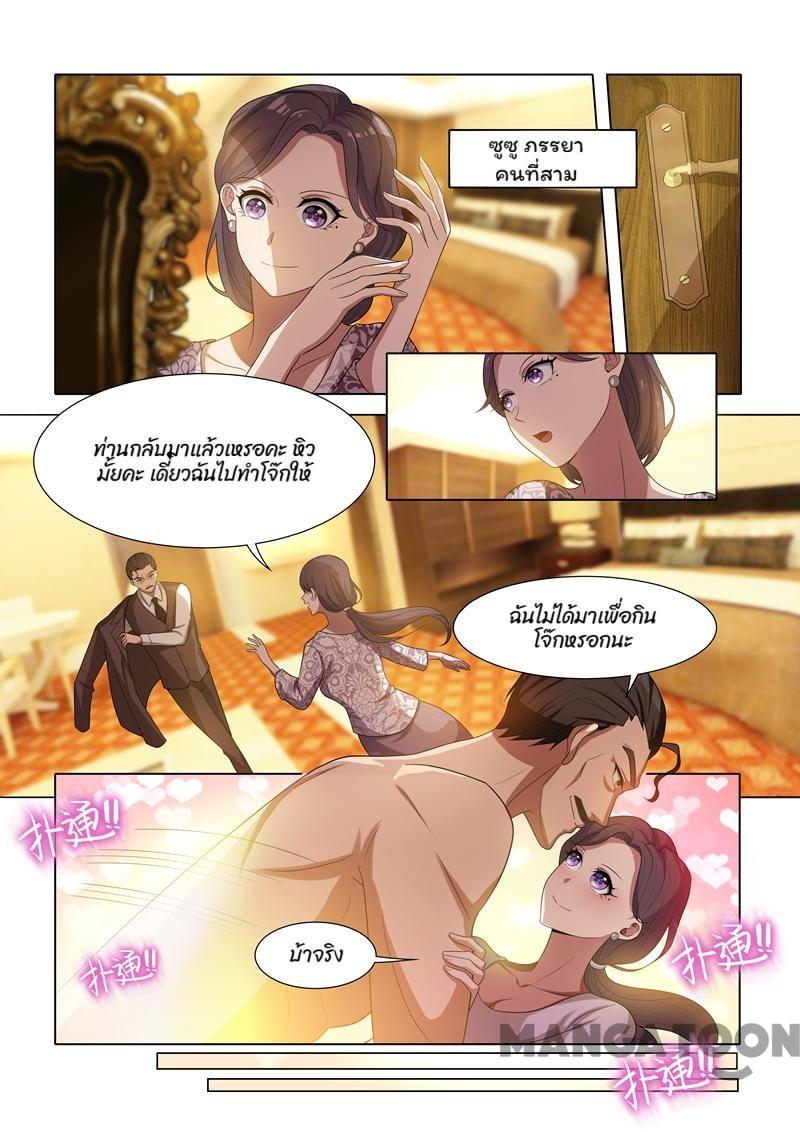 ซูซู ภรรยา
คนที่สาม
ท่านกลับมาแล้วเหรอคะ หิว
มั้ยคะ เดี๋ยวฉันไปทำโจ๊กให้
ฉันไม่ได้มาเพื่อกิน
โจ๊กหรอกนะ
扑通!!
扑通!!
บ้าจริง
扑通!!
MANGATOON
扑通!!